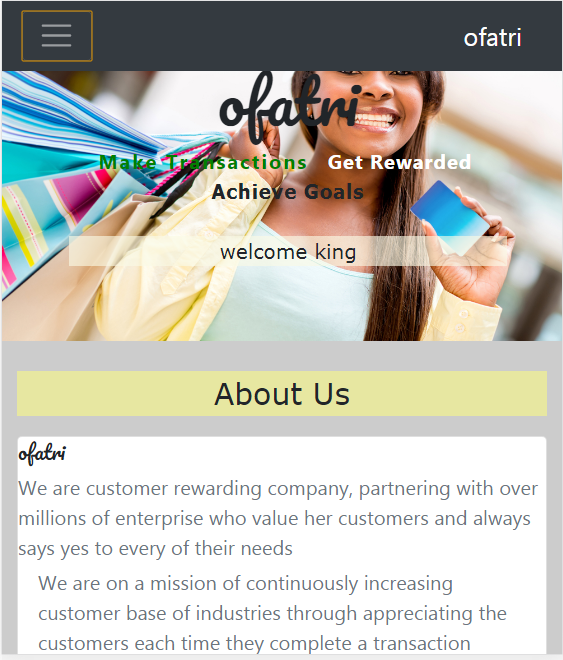 ofatri
ofatri
Make Transactions Get Rewarded
Achieve Goals
welcome king
About Us
ofatri
We are customer rewarding company, partnering with over
millions of enterprise who value her customers and always
says yes to every of their needs
We are on a mission of continuously increasing
customer base of industries through appreciating the
customers each time they complete a transaction